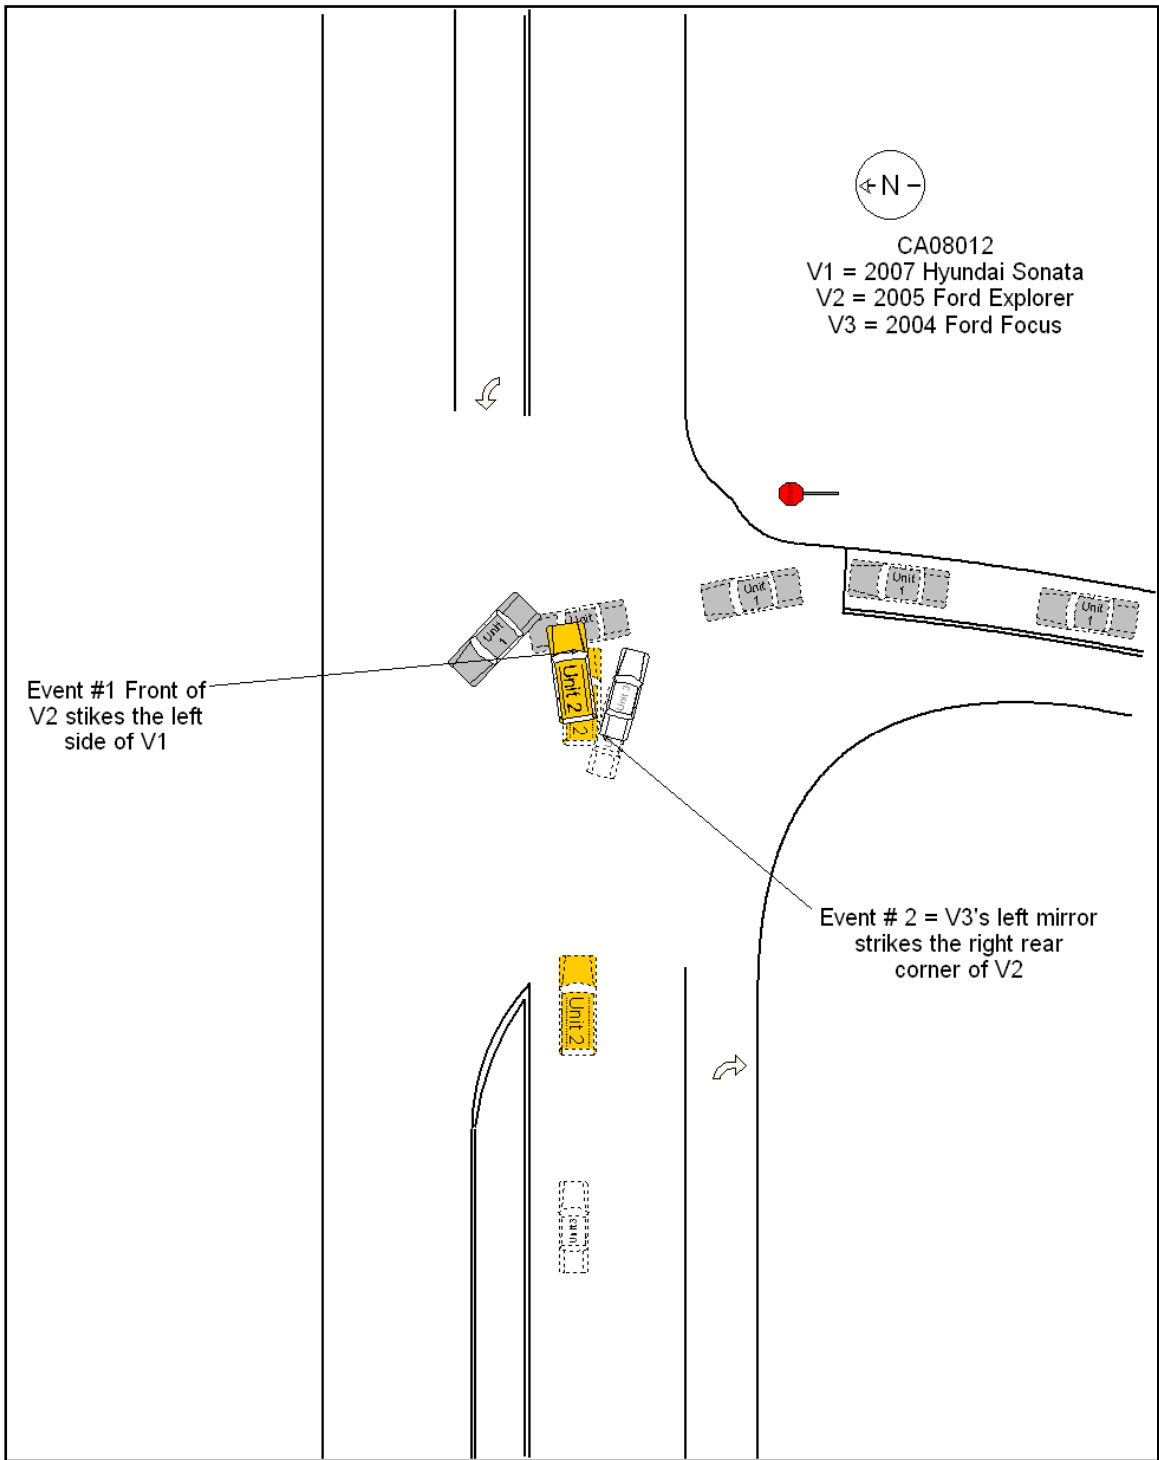 N
CA08012
V1 = 2007 Hyundai Sonata
V2 = 2005 Ford Explorer
V3 = 2004 Ford Focus
Unit
1
Unit
1
Unit
1
Unit
Unit
1
Unit 2
2
Unit 3
Event #1 Front of
V2 stikes the left
side of V1
Event # 2 = V3's left mirror
strikes the right rear
corner of V2
Unit 2
Unit3